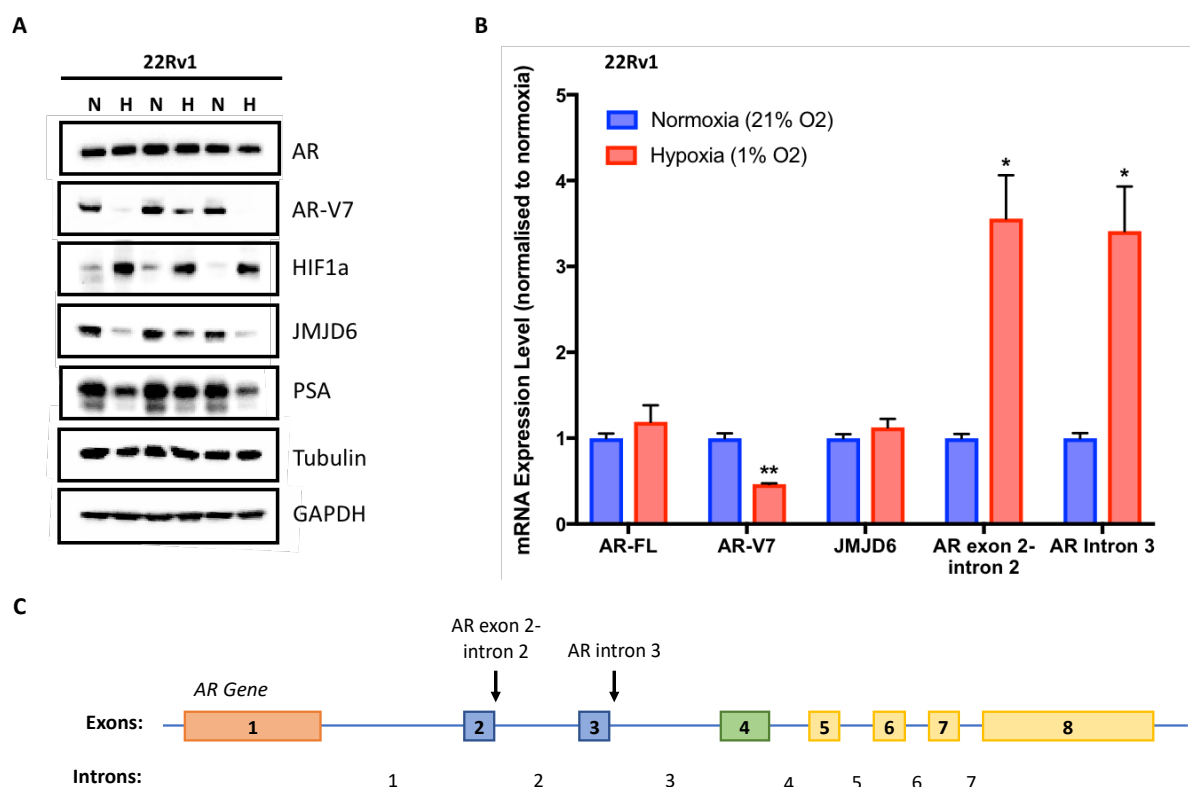 A
22Rv1
N H N H N H
AR
AR-V7
HIF1a
JMJD6
PSA
Tubulin
GAPDH
B
22Rv1
mRNA Expression Level (normalised to normoxia)
5
4
3
2
1
0
Normoxia (21% O2)
Hypoxia (1% O2)
**
*
*
AR-FL
AR-V7
JMJD6
AR exon 2-
intron 2
AR Intron 3
C
AR exon 2-
intron 2
AR intron 3
AR Gene
Exons: 1 2 3 4 5 6 7 8
Introns: 1 2 3 4 5 6 7